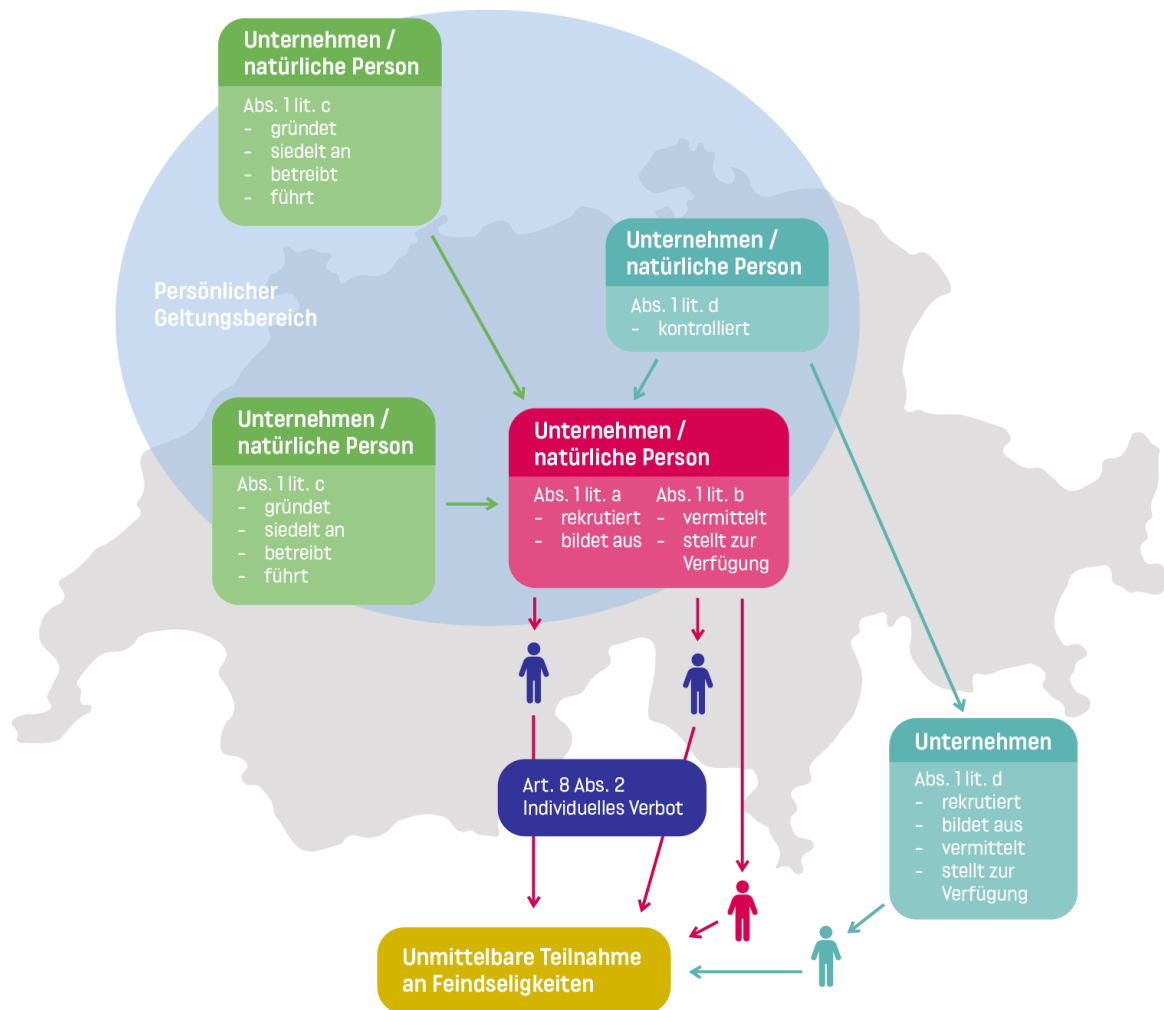 Unternehmen /
natürliche Person
Abs. 1 lit. c
- gründet
- siedelt an
- betreibt
- führt
Unternehmen /
natürliche Person
Abs. 1 lit. d
- kontrolliert
Persönlicher
Geltungsbereich
Unternehmen /
natürliche Person
Abs. 1 lit. c
- gründet
- siedelt an
- betreibt
- führt
Unternehmen /
natürliche Person
Abs. 1 lit. a
- rekrutiert
- bildet aus
Abs. 1 lit. b
- vermittelt
- stellt zur
Verfügung
Art. 8 Abs. 2
Individuelles Verbot
Unternehmen
Abs. 1 lit. d
- rekrutiert
- bildet aus
- vermittelt
- stellt zur
Verfügung
Unmittelbare Teilnahme
an Feindseligkeiten